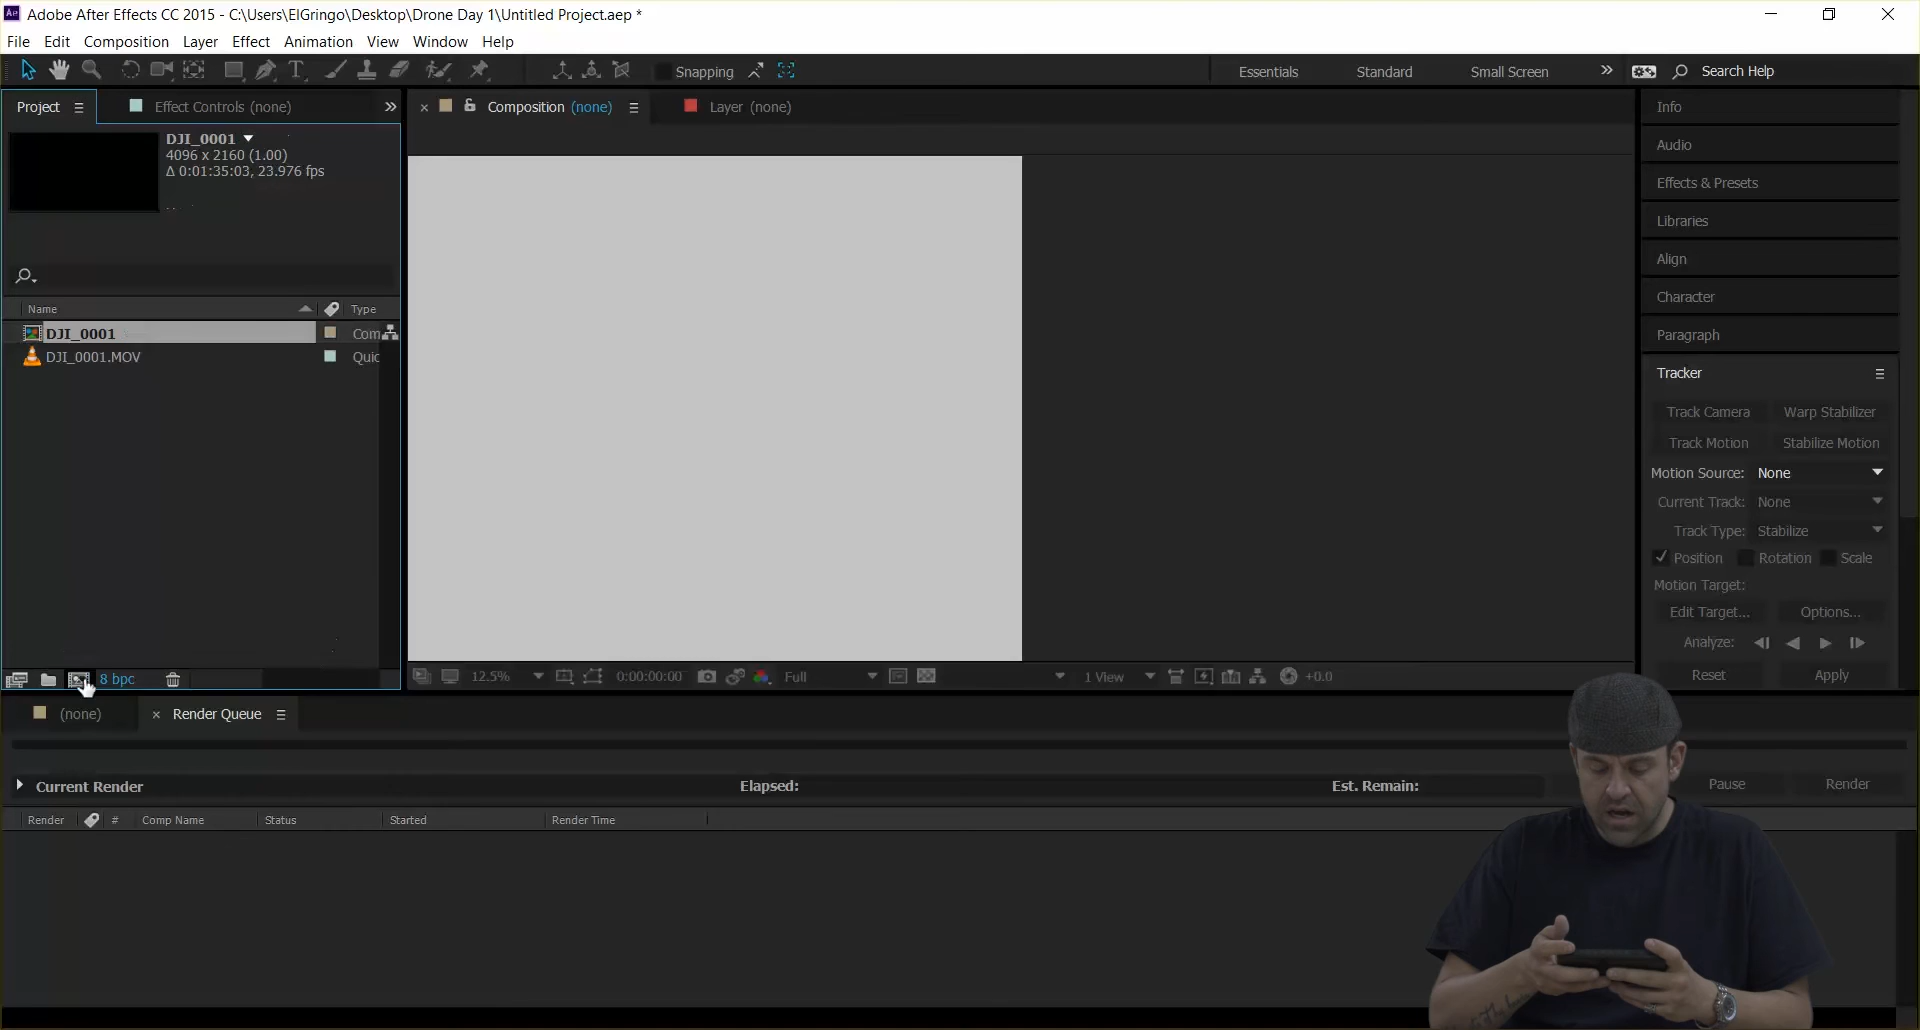 Adobe After Effects CC 2015 - C:\Users\ElGringo\Desktop\Drone Day 1\Untitled Project.aep *
File Edit Composition Layer Effect Animation View Window Help
Snapping Essentials Standard Small Screen » Search Help
Project Effect Controls (none) » × Composition (none) Layer (none)
DJI_0001
4096 x 2160 (1.00)
Δ 0:01:35:03, 23.976 fps
Name Type
DJI_0001 Com
DJI_0001.MOV Quic
8 bpc
12.5% 0:00:00:00 Full 1 View +0.0
Info
Audio
Effects & Presets
Libraries
Align
Character
Paragraph
Tracker
Track Camera Warp Stabilizer
Track Motion Stabilize Motion
Motion Source: None
Current Track: None
Track Type: Stabilize
Position Rotation Scale
Motion Target:
Edit Target... Options...
Analyze:
Reset Apply
(none) × Render Queue
Current Render Elapsed: Est. Remain: Pause Render
Render # Comp Name Status Started Render Time